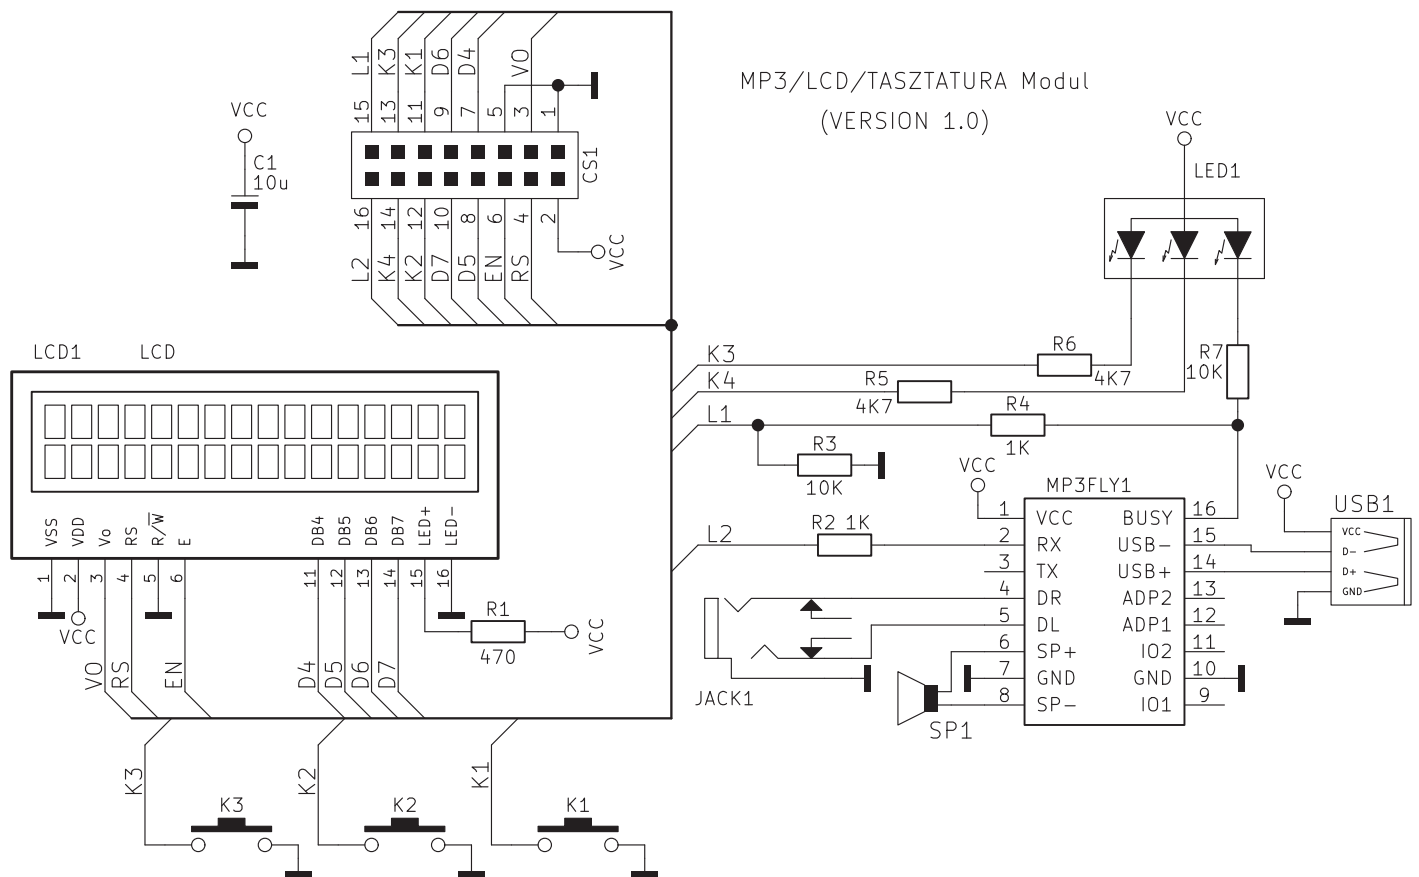 MP3/LCD/TASZTATURA Modul
(VERSION 1.0)
L1 K3 K1 D6 D4 VO
15 13 11 9 7 5 3 1
CS1
16 14 12 10 8 6 4 2
L2 K4 K2 D7 D5 EN RS
VCC
VCC
C1
10u
VCC
LED1
LCD1 LCD
VSS VDD Vo RS R/W E DB4 DB5 DB6 DB7 LED+ LED-
1 2 3 4 5 6 11 12 13 14 15 16
VCC
R1
470
VCC
VO RS EN D4 D5 D6 D7
K3 K2 K1
K3 K2 K1
K3
R6
4K7
R7
10K
K4
R5
4K7
L1
R4
1K
R3
10K
VCC
MP3FLY1
L2
R2 1K
1 VCC BUSY 16
2 RX USB- 15
3 TX USB+ 14
4 DR ADP2 13
5 DL ADP1 12
6 SP+ IO2 11
7 GND GND 10
8 SP- IO1 9
JACK1
SP1
VCC
USB1
VCC
D-
D+
GND